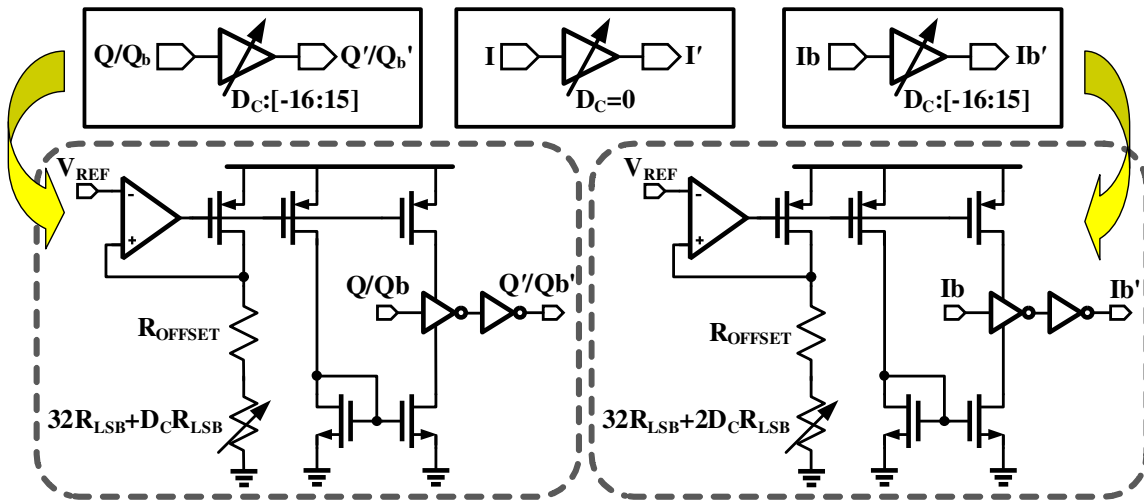 Q/Qb Q′/Qb'
DC:[-16:15]
I I′
DC=0
Ib Ib′
DC:[-16:15]
VREF
-
+
Q/Qb Q′/Qb'
ROFFSET
32RLSB+DCRLSB
VREF
-
+
Ib Ib'
ROFFSET
32RLSB+2DCRLSB